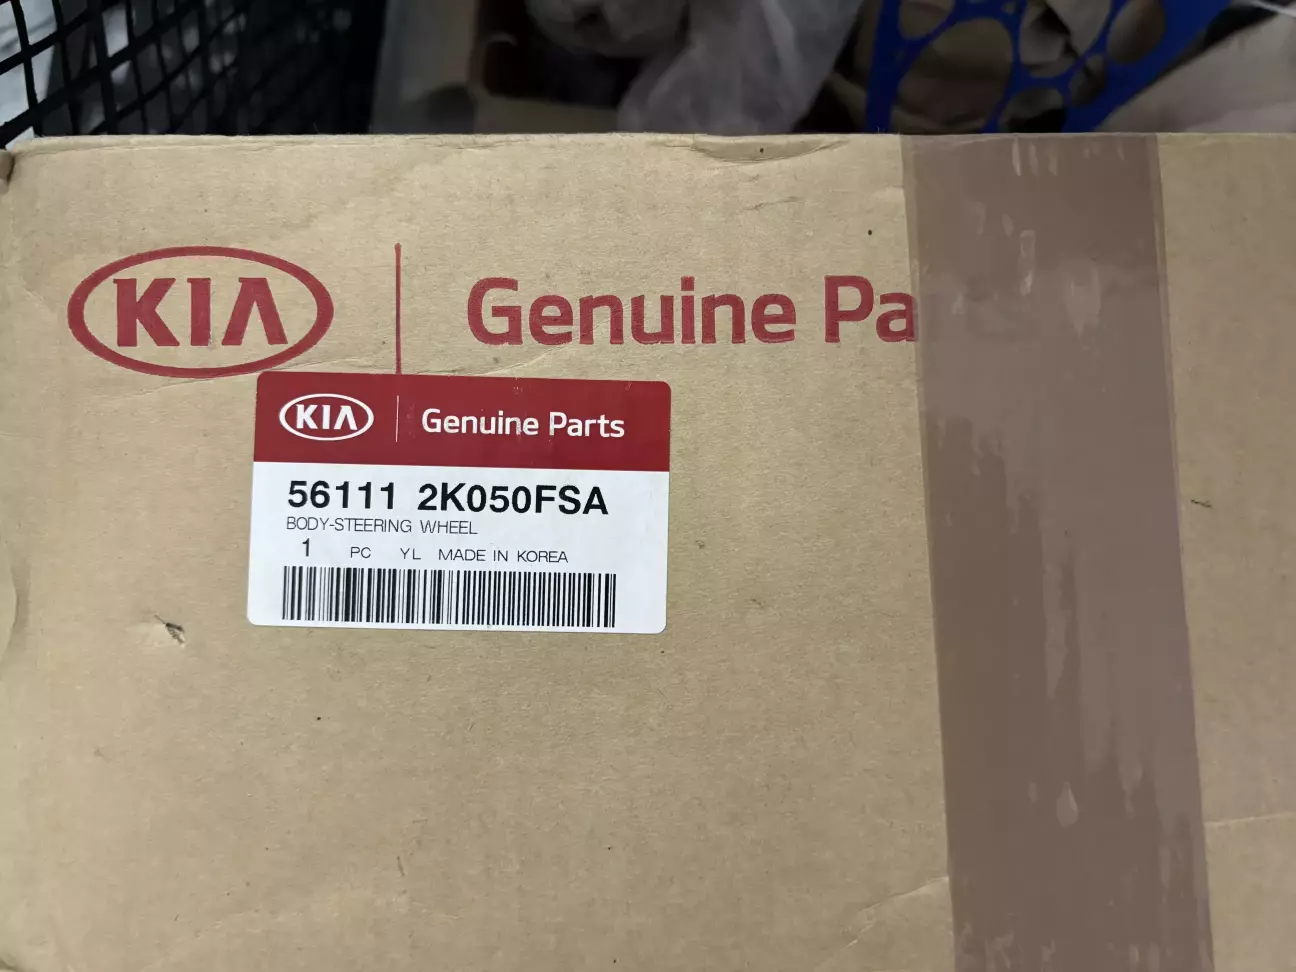 KIA Genuine Pa
KIA Genuine Parts
56111 2K050FSA
BODY-STEERING WHEEL
1 PC YL MADE IN KOREA